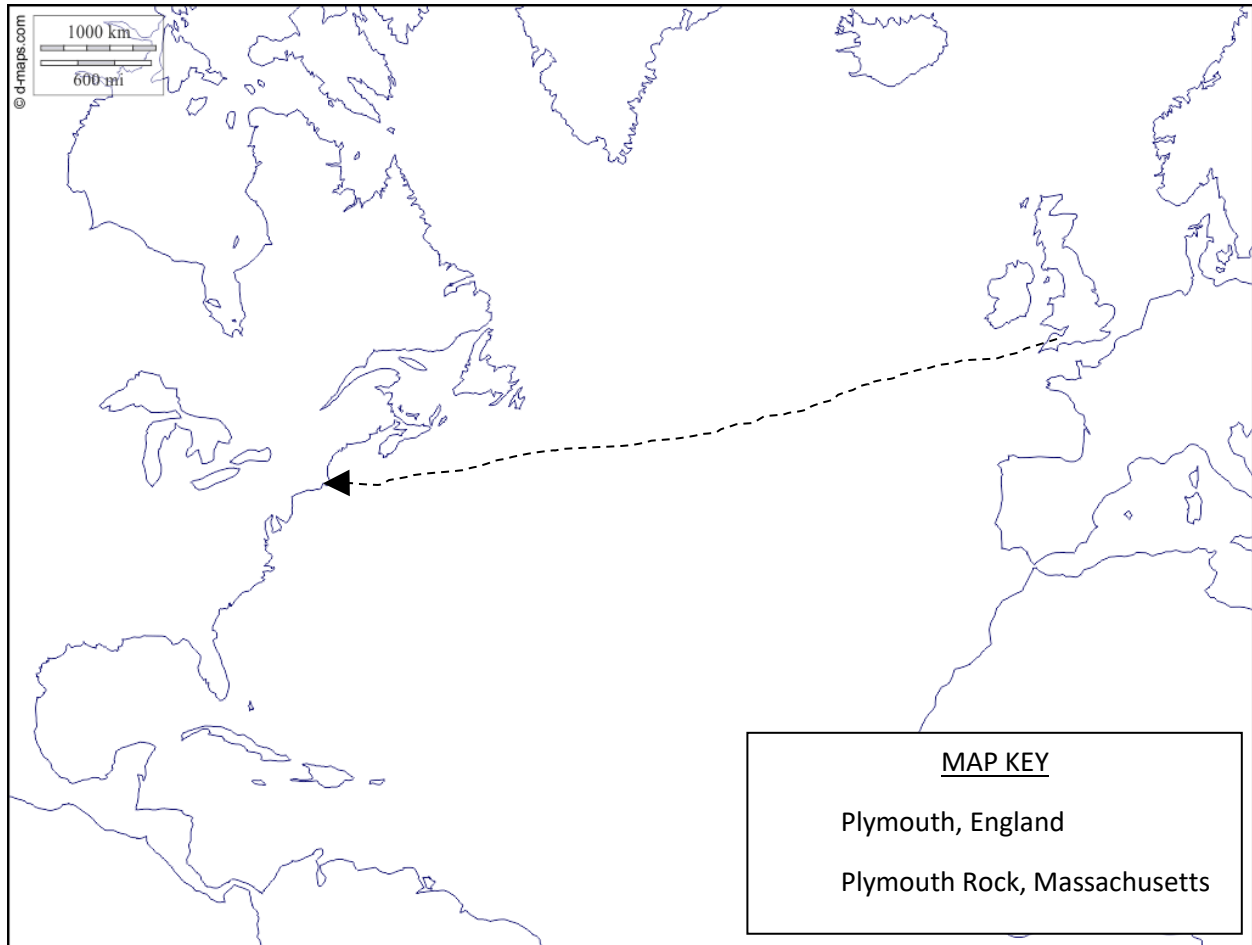 1000 km
600 mi
© d-maps.com
MAP KEY
Plymouth, England
Plymouth Rock, Massachusetts